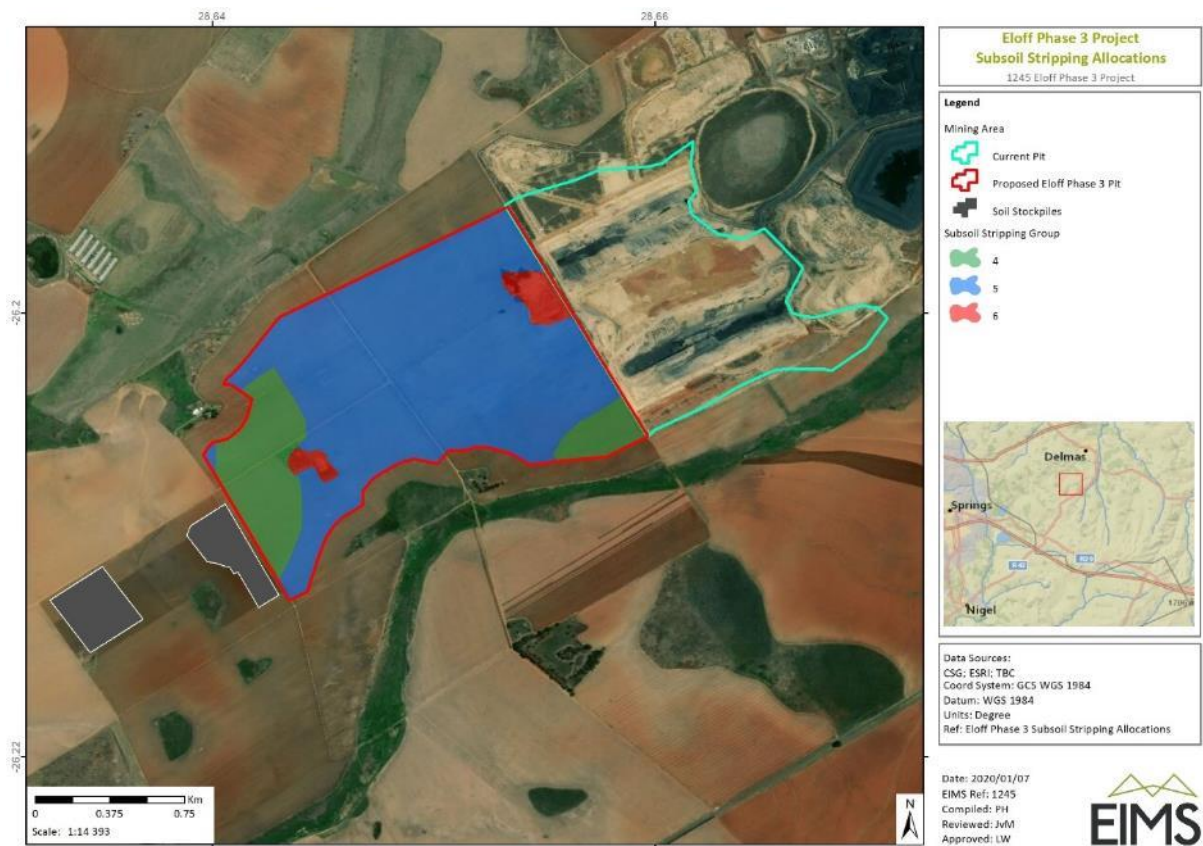 28.64
28.66
-26.2
-26.22
0
0.375
0.75
Km
Scale: 1:14 393
N
Eloff Phase 3 Project
Subsoil Stripping Allocations
1245 Eloff Phase 3 Project
Legend
Mining Area
Current Pit
Proposed Eloff Phase 3 Pit
Soil Stockpiles
Subsoil Stripping Group
4
5
6
Delmas
Springs
Nigel
Data Sources:
CSG; ESRI; TBC
Coord System: GCS WGS 1984
Datum: WGS 1984
Units: Degree
Ref: Eloff Phase 3 Subsoil Stripping Allocations
Date: 2020/01/07
EIMS Ref: 1245
Compiled: PH
Reviewed: JvM
Approved: LW
EIMS